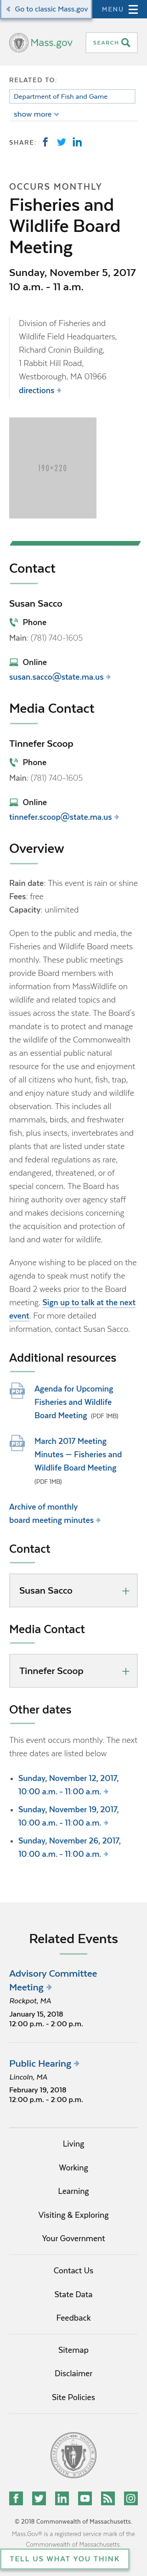 Go to classic Mass.gov
MENU
Mass.gov
SEARCH
RELATED TO:
Department of Fish and Game
show more
SHARE:
OCCURS MONTHLY
Fisheries and
Wildlife Board
Meeting
Sunday, November 5, 2017
10 a.m. - 11 a.m.
Division of Fisheries and
Wildlife Field Headquarters,
Richard Cronin Building,
1 Rabbit Hill Road,
Westborough, MA 01966
directions
190×220
Contact
Susan Sacco
Phone
Main: (781) 740-1605
Online
susan.sacco@state.ma.us
Media Contact
Tinnefer Scoop
Phone
Main: (781) 740-1605
Online
tinnefer.scoop@state.ma.us
Overview
Rain date: This event is rain or shine
Fees: free
Capacity: unlimited
Open to the public and media, the
Fisheries and Wildlife Board meets
monthly. These public meetings
provide Board members with
information from MassWildlife on
wildlife and related topics and
issues across the state. The Board's
mandate is to protect and manage
the wildlife of the Commonwealth
as an essential public natural
resource for the use and enjoyment
of all citizens who hunt, fish, trap,
and enjoy nature study and wildlife
observation. This includes all
mammals, birds, and freshwater
fish, plus insects, invertebrates and
plants that are on the state list
under federal or state law and
defined and federal regulations as rare,
endangered, threatened, or of
special concern. The Board has
long chain authority over agency staff
and makes decisions concerning
the acquisition and protection of
land and water for wildlife.
Anyone wishing to be placed on the
agenda must must notify the
Board 2 weeks prior to the Board
meeting. Sign up to talk at the next
event. For more detailed
information, contact Susan Sacco.
Additional resources
Agenda for Upcoming
Fisheries and Wildlife
Board Meeting (PDF 1MB)
March 2017 Meeting
Minutes — Fisheries and
Wildlife Board Meeting
(PDF 1MB)
Archive of monthly
board meeting minutes
Contact
Susan Sacco
Media Contact
Tinnefer Scoop
Other dates
This event occurs monthly. The next
three dates are listed below
Sunday, November 12, 2017,
10:00 a.m. - 11:00 a.m.
Sunday, November 19, 2017,
10:00 a.m. - 11:00 a.m.
Sunday, November 26, 2017,
10:00 a.m. - 11:00 a.m.
Related Events
Advisory Committee
Meeting
Rockpot, MA
January 15, 2018
12:00 p.m. - 2:00 p.m.
Public Hearing
Lincoln, MA
February 19, 2018
12:00 p.m. - 2:00 p.m.
Living
Working
Learning
Visiting & Exploring
Your Government
Contact Us
State Data
Feedback
Sitemap
Disclaimer
Site Policies
© 2018 Commonwealth of Massachusetts.
Mass.Gov® is a registered service mark of the
Commonwealth of Massachusetts.
TELL US WHAT YOU THINK